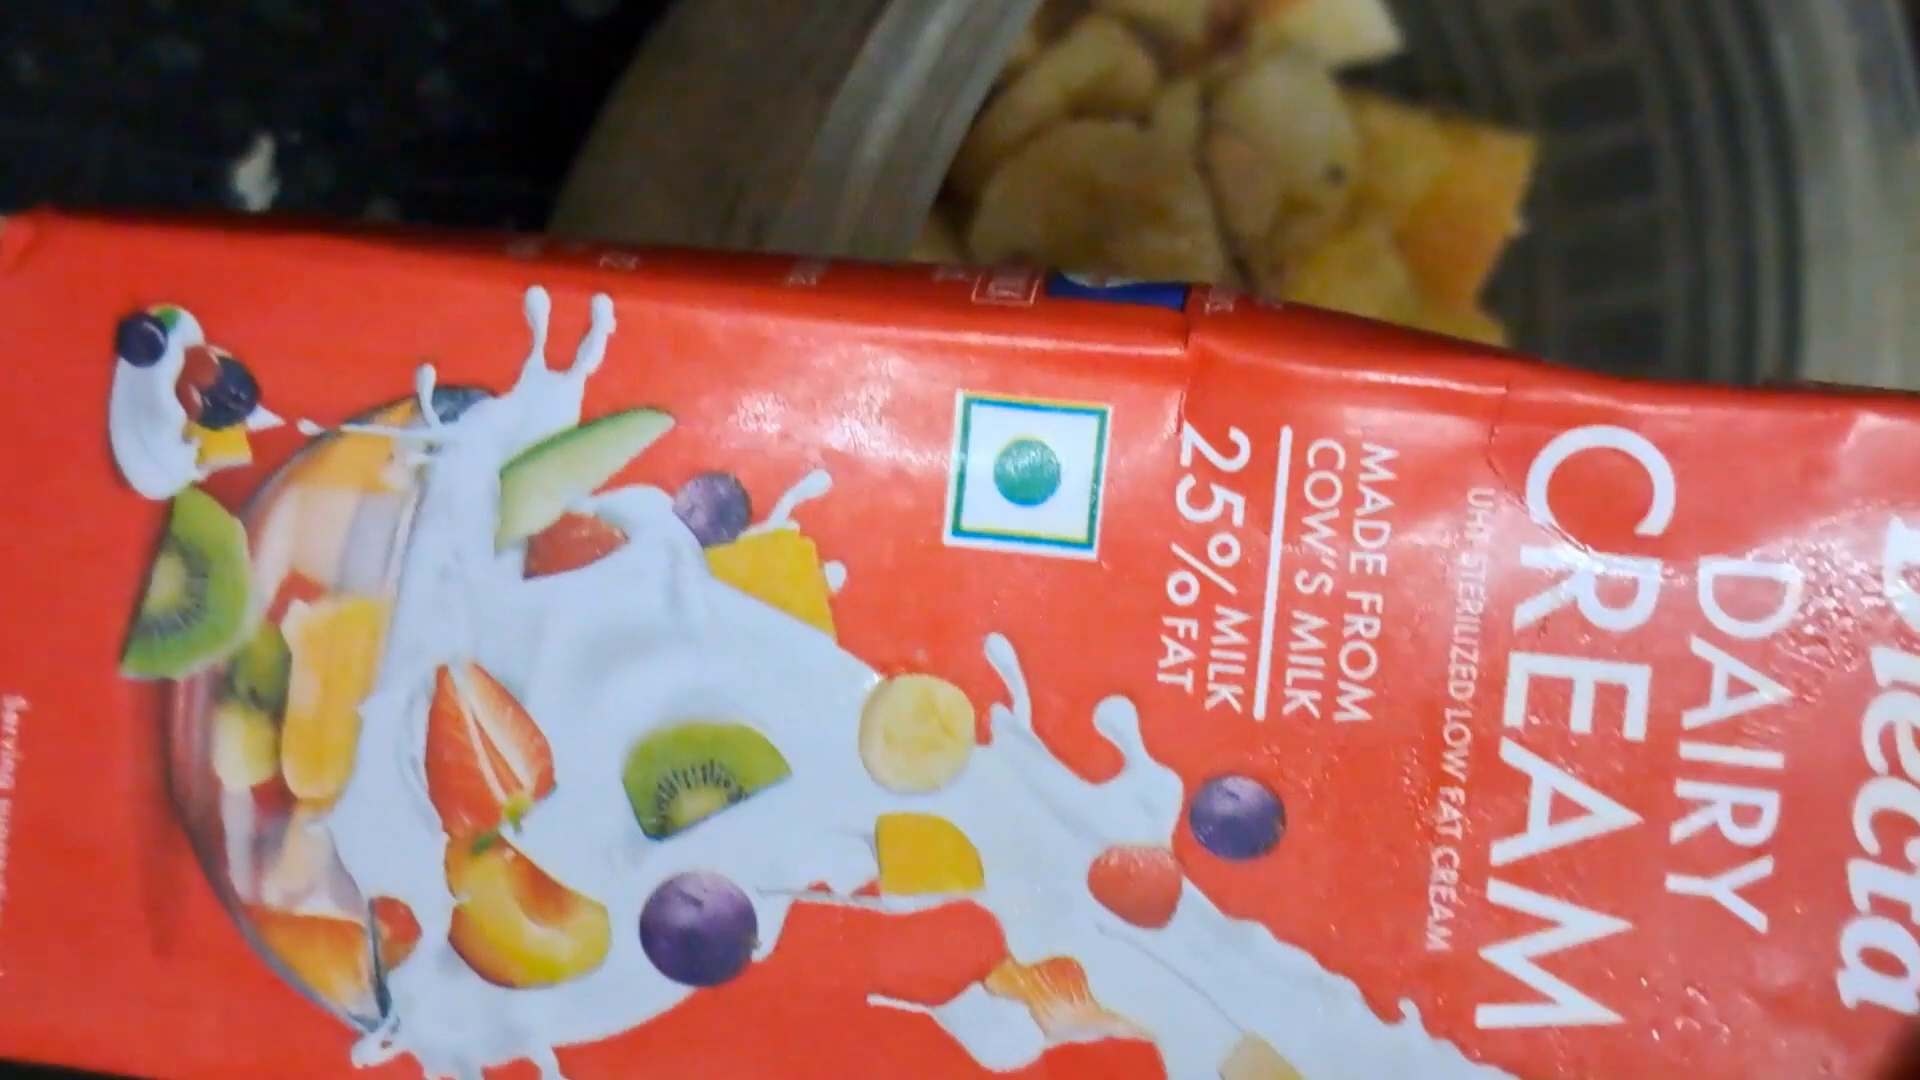 DAIRY
CREAM
UHT STERILIZED LOW FAT CREAM
MADE FROM
COW'S MILK
25% MILK
FAT